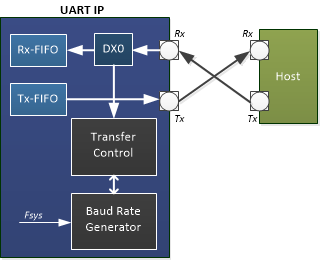 UART IP
Rx-FIFO
DX0
Rx
Rx
Host
Tx-FIFO
Tx
Tx
Transfer
Control
Fsys
Baud Rate
Generator